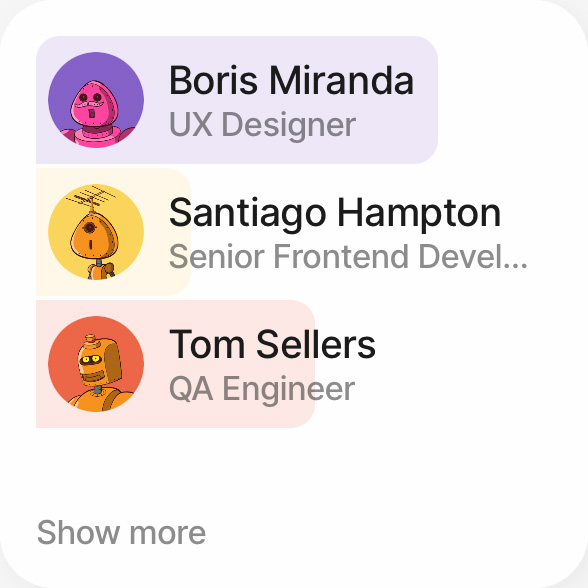 Boris Miranda
UX Designer
Santiago Hampton
Senior Frontend Devel...
Tom Sellers
QA Engineer
Show more